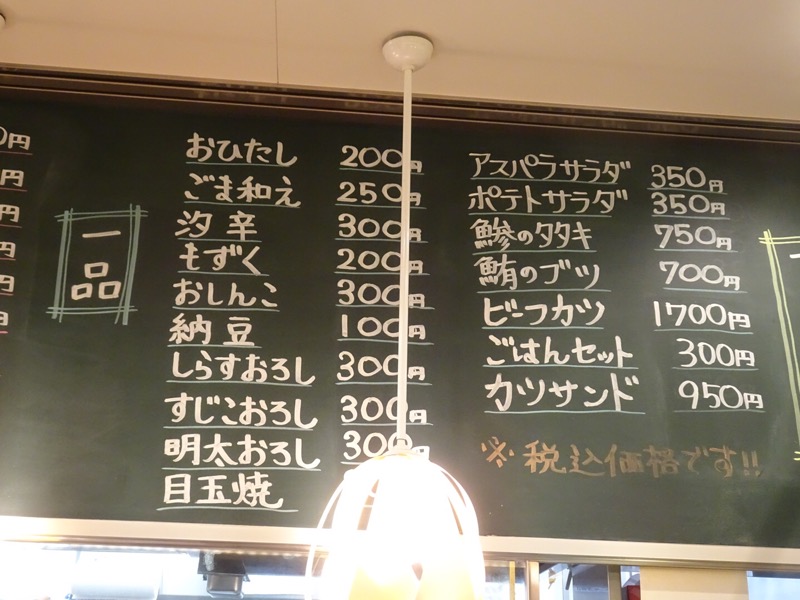 円
円
円
円
円
円
一品
おひたし 200円
ごま和え 250円
汐辛 300円
もずく 200円
おしんこ 300円
納豆 100円
しらすおろし 300円
すじこおろし 300円
明太おろし 300円
目玉焼
アスパラサラダ 350円
ポテトサラダ 350円
鯵のタタキ 750円
鮪のブツ 700円
ビーフカツ 1700円
ごはんセット 300円
カツサンド 950円
※税込価格です!!